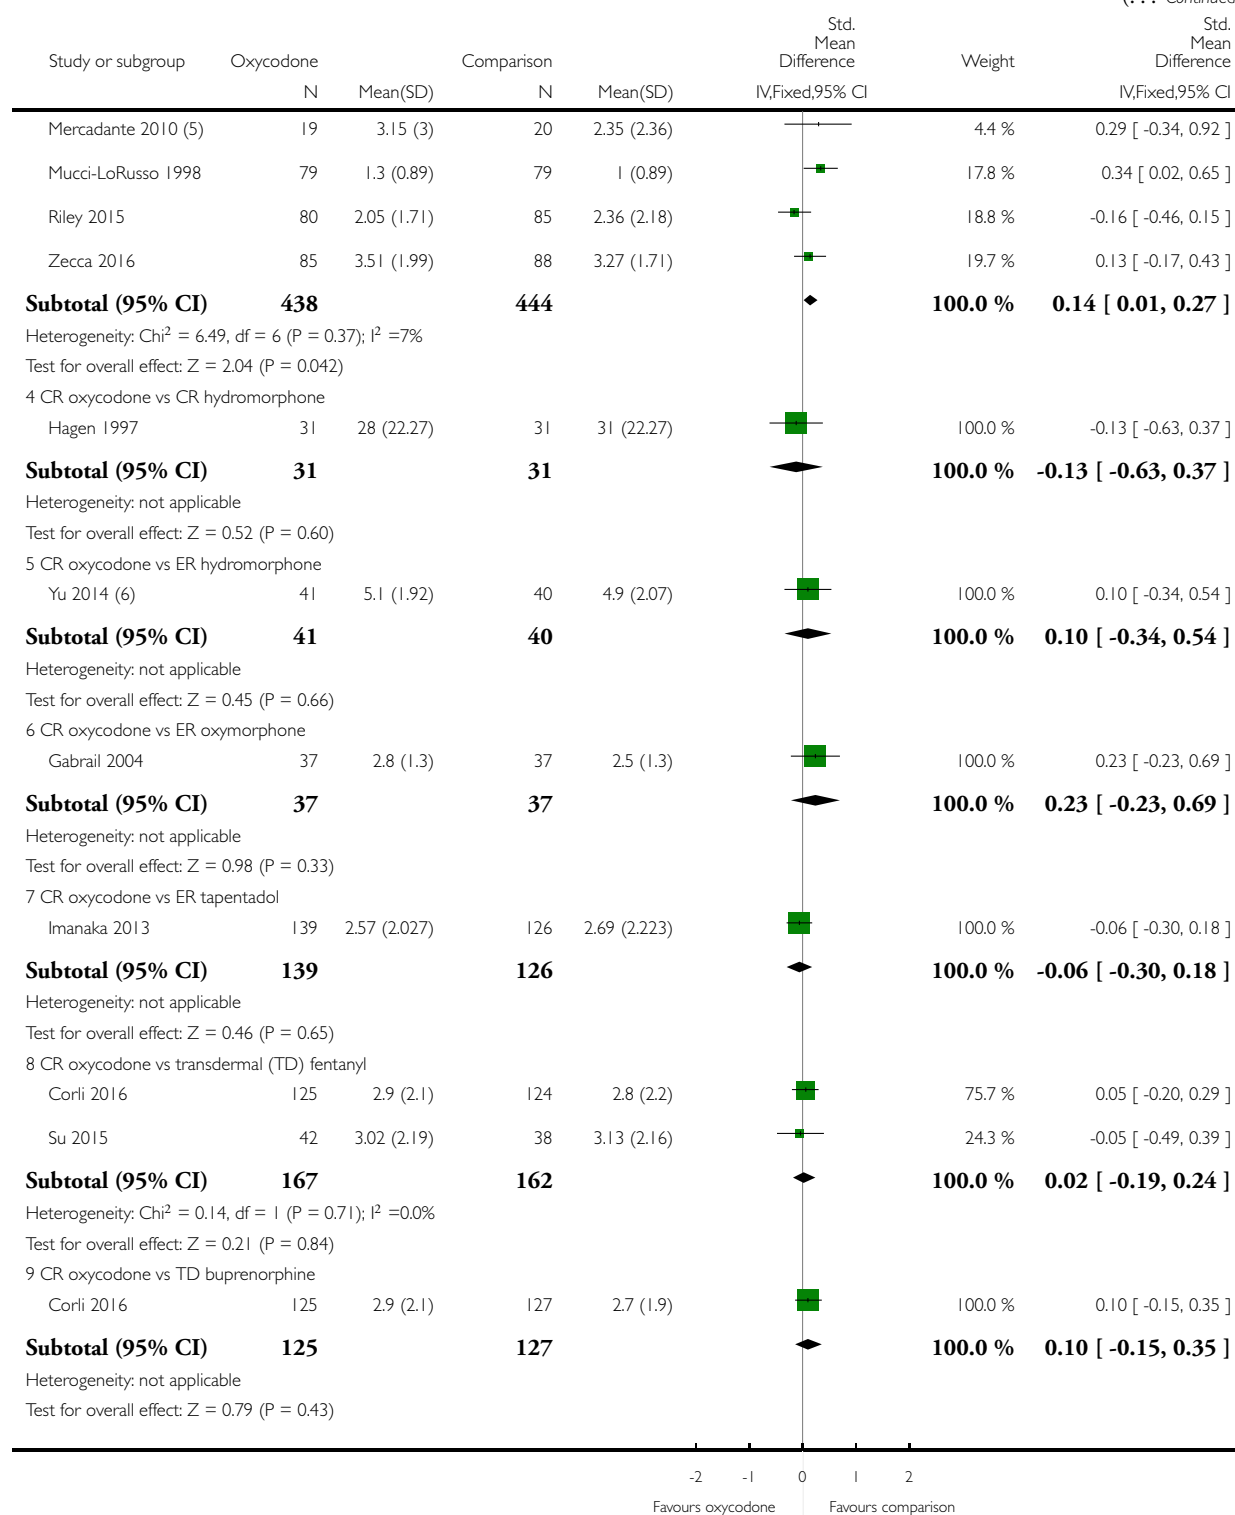 (. . . Continued
Std. Mean Difference Std. Mean Difference
Study or subgroup Oxycodone Comparison Weight
N Mean(SD) N Mean(SD) IV,Fixed,95% CI IV,Fixed,95% CI
Mercadante 2010 (5) 19 3.15 (3) 20 2.35 (2.36) 4.4 % 0.29 [ -0.34, 0.92 ]
Mucci-LoRusso 1998 79 1.3 (0.89) 79 1 (0.89) 17.8 % 0.34 [ 0.02, 0.65 ]
Riley 2015 80 2.05 (1.71) 85 2.36 (2.18) 18.8 % -0.16 [ -0.46, 0.15 ]
Zecca 2016 85 3.51 (1.99) 88 3.27 (1.71) 19.7 % 0.13 [ -0.17, 0.43 ]
Subtotal (95% CI) 438 444 100.0 % 0.14 [ 0.01, 0.27 ]
Heterogeneity: Chi² = 6.49, df = 6 (P = 0.37); I² =7%
Test for overall effect: Z = 2.04 (P = 0.042)
4 CR oxycodone vs CR hydromorphone
Hagen 1997 31 28 (22.27) 31 31 (22.27) 100.0 % -0.13 [ -0.63, 0.37 ]
Subtotal (95% CI) 31 31 100.0 % -0.13 [ -0.63, 0.37 ]
Heterogeneity: not applicable
Test for overall effect: Z = 0.52 (P = 0.60)
5 CR oxycodone vs ER hydromorphone
Yu 2014 (6) 41 5.1 (1.92) 40 4.9 (2.07) 100.0 % 0.10 [ -0.34, 0.54 ]
Subtotal (95% CI) 41 40 100.0 % 0.10 [ -0.34, 0.54 ]
Heterogeneity: not applicable
Test for overall effect: Z = 0.45 (P = 0.66)
6 CR oxycodone vs ER oxymorphone
Gabrail 2004 37 2.8 (1.3) 37 2.5 (1.3) 100.0 % 0.23 [ -0.23, 0.69 ]
Subtotal (95% CI) 37 37 100.0 % 0.23 [ -0.23, 0.69 ]
Heterogeneity: not applicable
Test for overall effect: Z = 0.98 (P = 0.33)
7 CR oxycodone vs ER tapentadol
Imanaka 2013 139 2.57 (2.027) 126 2.69 (2.223) 100.0 % -0.06 [ -0.30, 0.18 ]
Subtotal (95% CI) 139 126 100.0 % -0.06 [ -0.30, 0.18 ]
Heterogeneity: not applicable
Test for overall effect: Z = 0.46 (P = 0.65)
8 CR oxycodone vs transdermal (TD) fentanyl
Corli 2016 125 2.9 (2.1) 124 2.8 (2.2) 75.7 % 0.05 [ -0.20, 0.29 ]
Su 2015 42 3.02 (2.19) 38 3.13 (2.16) 24.3 % -0.05 [ -0.49, 0.39 ]
Subtotal (95% CI) 167 162 100.0 % 0.02 [ -0.19, 0.24 ]
Heterogeneity: Chi² = 0.14, df = 1 (P = 0.71); I² =0.0%
Test for overall effect: Z = 0.21 (P = 0.84)
9 CR oxycodone vs TD buprenorphine
Corli 2016 125 2.9 (2.1) 127 2.7 (1.9) 100.0 % 0.10 [ -0.15, 0.35 ]
Subtotal (95% CI) 125 127 100.0 % 0.10 [ -0.15, 0.35 ]
Heterogeneity: not applicable
Test for overall effect: Z = 0.79 (P = 0.43)
-2 -1 0 1 2
Favours oxycodone Favours comparison